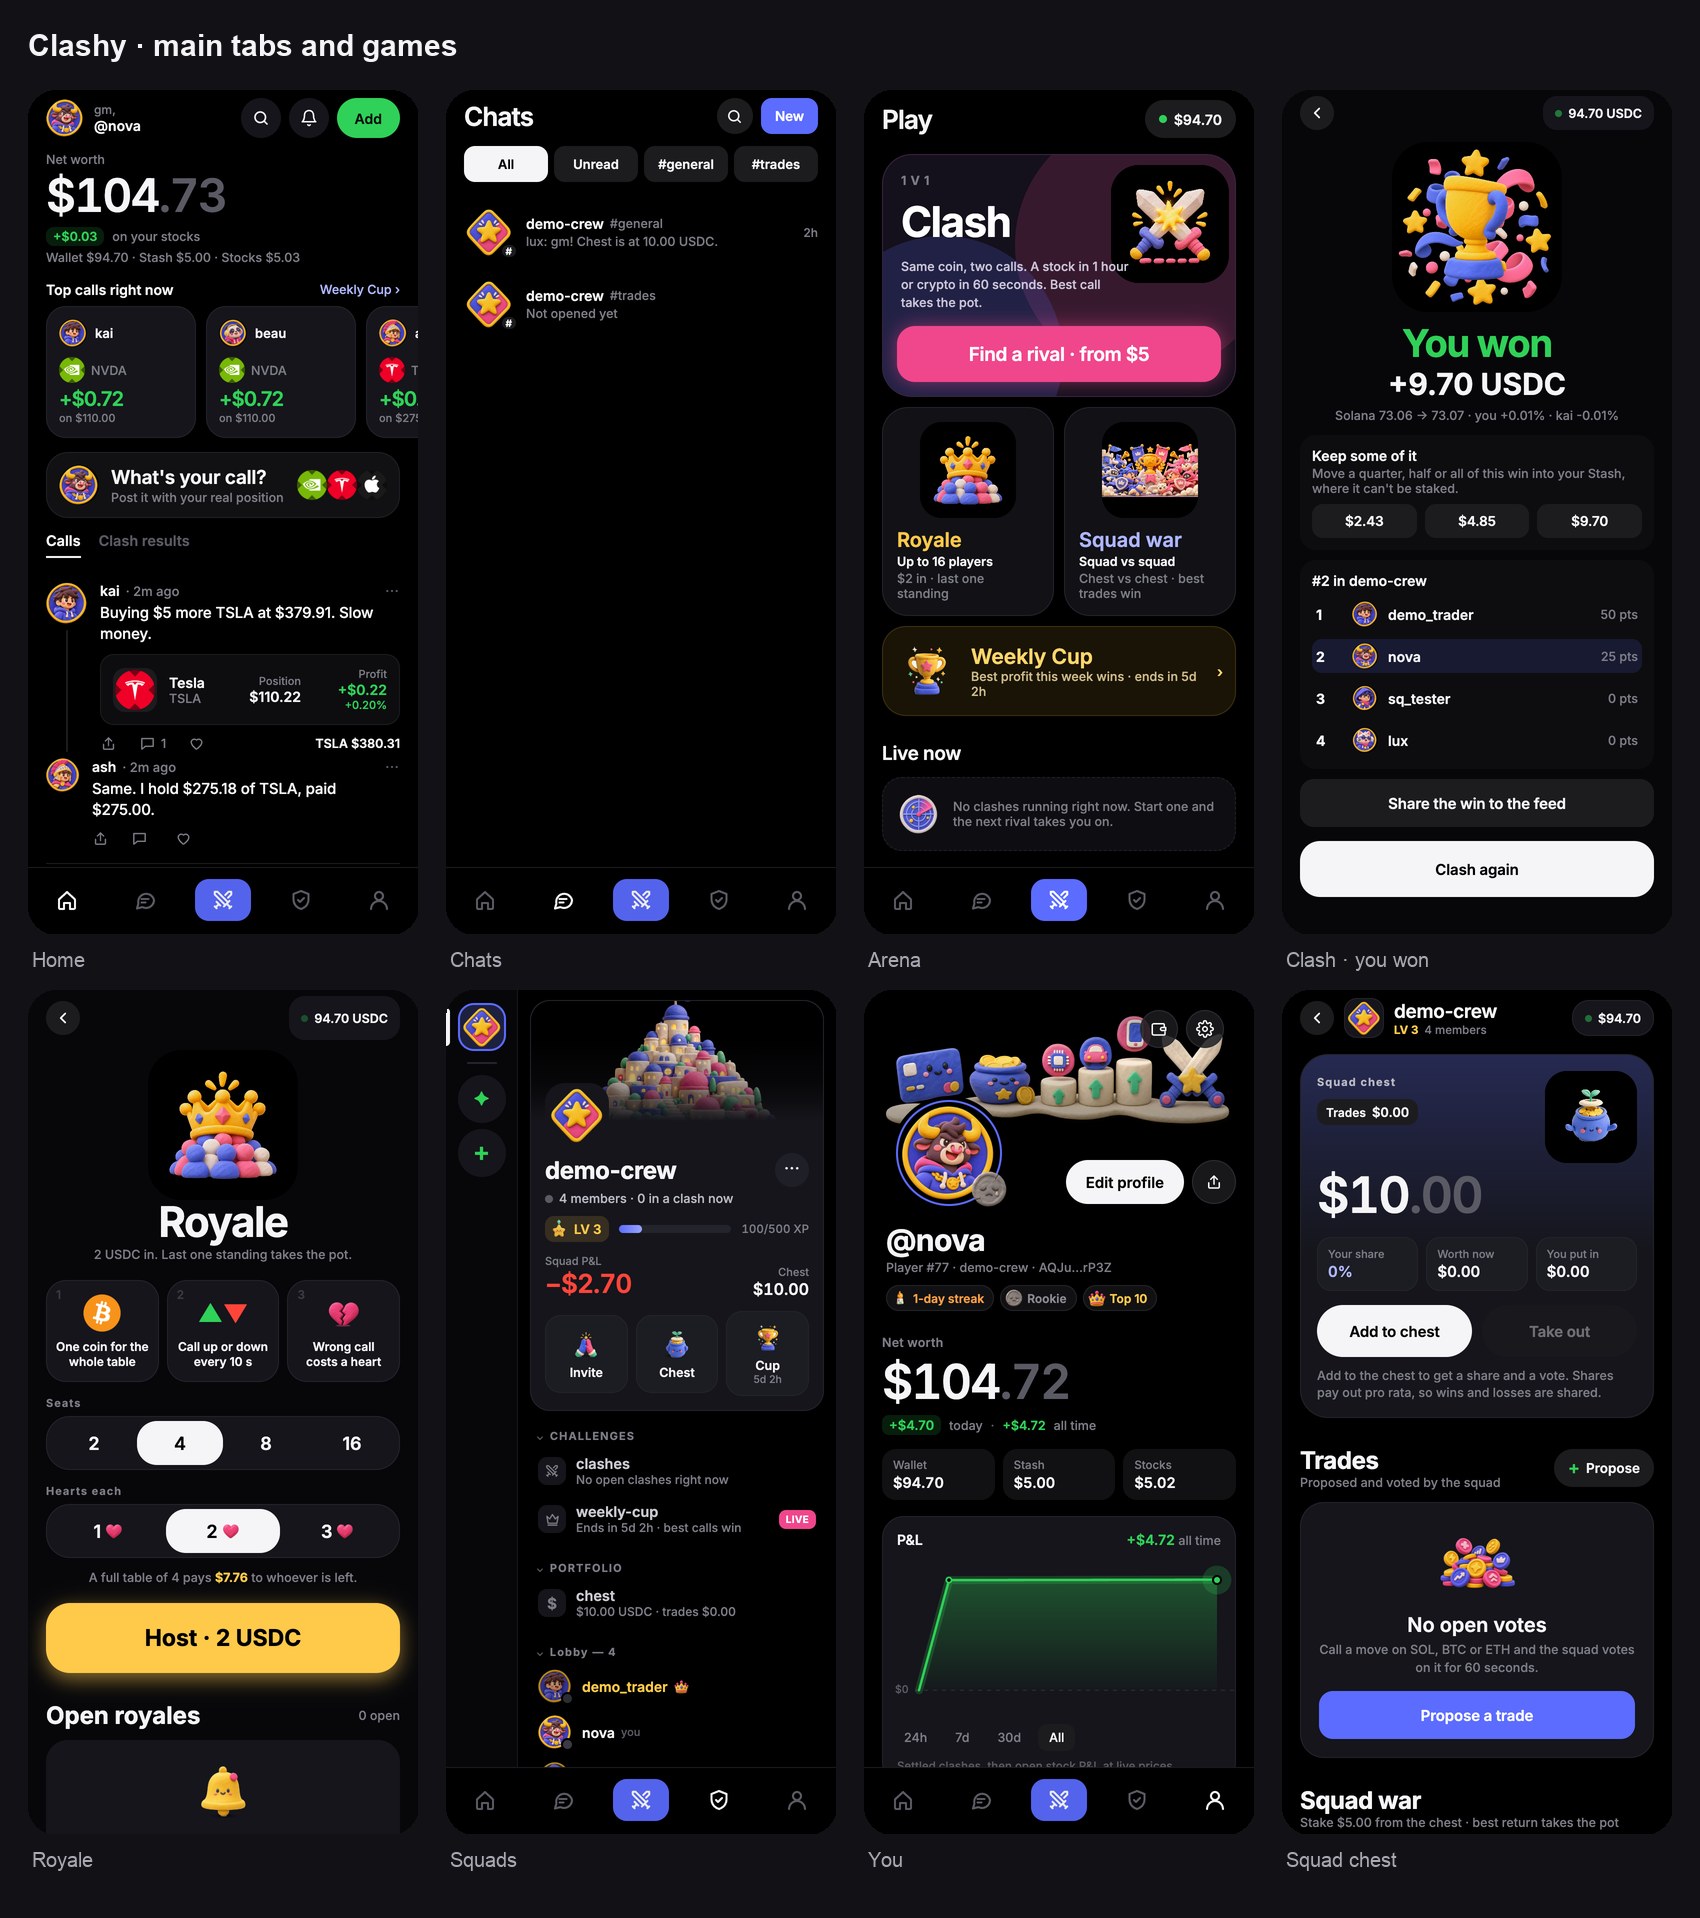 Clashy · main tabs and games
gm,
@nova
Add
Net worth
$104.73
+$0.03 on your stocks
Wallet $94.70 · Stash $5.00 · Stocks $5.03
Top calls right now
Weekly Cup ›
kai
NVDA
+$0.72
on $110.00
beau
NVDA
+$0.72
on $110.00
+$0.
on $275
What's your call?
Post it with your real position
Calls
Clash results
kai · 2m ago
Buying $5 more TSLA at $379.91. Slow
money.
Tesla
TSLA
Position
$110.22
Profit
+$0.22
+0.20%
1
TSLA $380.31
ash · 2m ago
Same. I hold $275.18 of TSLA, paid
$275.00.
Home
Chats
New
All
Unread
#general
#trades
demo-crew #general
lux: gm! Chest is at 10.00 USDC.
2h
#
demo-crew #trades
Not opened yet
#
Chats
Play
$94.70
1 V 1
Clash
Same coin, two calls. A stock in 1 hour
or crypto in 60 seconds. Best call
takes the pot.
Find a rival · from $5
Royale
Up to 16 players
$2 in · last one
standing
Squad war
Squad vs squad
Chest vs chest · best
trades win
Weekly Cup
Best profit this week wins · ends in 5d
2h
›
Live now
No clashes running right now. Start one and
the next rival takes you on.
Arena
94.70 USDC
You won
+9.70 USDC
Solana 73.06 → 73.07 · you +0.01% · kai -0.01%
Keep some of it
Move a quarter, half or all of this win into your Stash,
where it can't be staked.
$2.43
$4.85
$9.70
#2 in demo-crew
1 demo_trader 50 pts
2 nova 25 pts
3 sq_tester 0 pts
4 lux 0 pts
Share the win to the feed
Clash again
Clash · you won
94.70 USDC
Royale
2 USDC in. Last one standing takes the pot.
1
One coin for the
whole table
2
Call up or down
every 10 s
3
Wrong call
costs a heart
Seats
2 4 8 16
Hearts each
1 2 3
A full table of 4 pays $7.76 to whoever is left.
Host · 2 USDC
Open royales
0 open
Royale
demo-crew
4 members · 0 in a clash now
LV 3
100/500 XP
Squad P&L
−$2.70
Chest
$10.00
Invite
Chest
Cup
5d 2h
CHALLENGES
clashes
No open clashes right now
weekly-cup
Ends in 5d 2h · best calls win
LIVE
PORTFOLIO
$
chest
$10.00 USDC · trades $0.00
Lobby — 4
demo_trader
nova you
Squads
Edit profile
@nova
Player #77 · demo-crew · AQJu...rP3Z
1-day streak
Rookie
Top 10
Net worth
$104.72
+$4.70 today · +$4.72 all time
Wallet
$94.70
Stash
$5.00
Stocks
$5.02
P&L
+$4.72 all time
$0
24h 7d 30d All
Settled clashes, then open stock P&L at live prices
You
demo-crew
LV 3 4 members
$94.70
Squad chest
Trades $0.00
$10.00
Your share
0%
Worth now
$0.00
You put in
$0.00
Add to chest
Take out
Add to the chest to get a share and a vote. Shares
pay out pro rata, so wins and losses are shared.
Trades
Proposed and voted by the squad
+ Propose
No open votes
Call a move on SOL, BTC or ETH and the squad votes
on it for 60 seconds.
Propose a trade
Squad war
Stake $5.00 from the chest · best return takes the pot
Squad chest